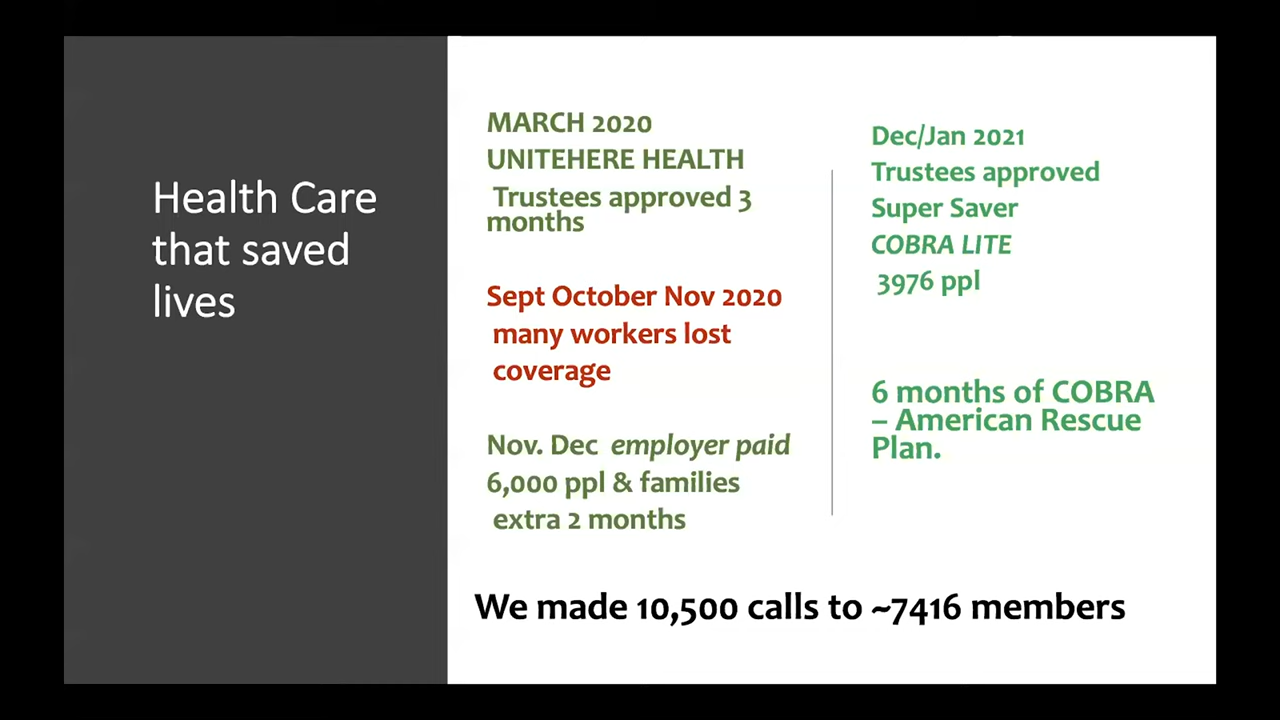 Health Care
that saved
lives
MARCH 2020
UNITEHERE HEALTH
Trustees approved 3
months
Sept October Nov 2020
many workers lost
coverage
Nov. Dec employer paid
6,000 ppl & families
extra 2 months
Dec/Jan 2021
Trustees approved
Super Saver
COBRA LITE
3976 ppl
6 months of COBRA
– American Rescue
Plan.
We made 10,500 calls to ~7416 members